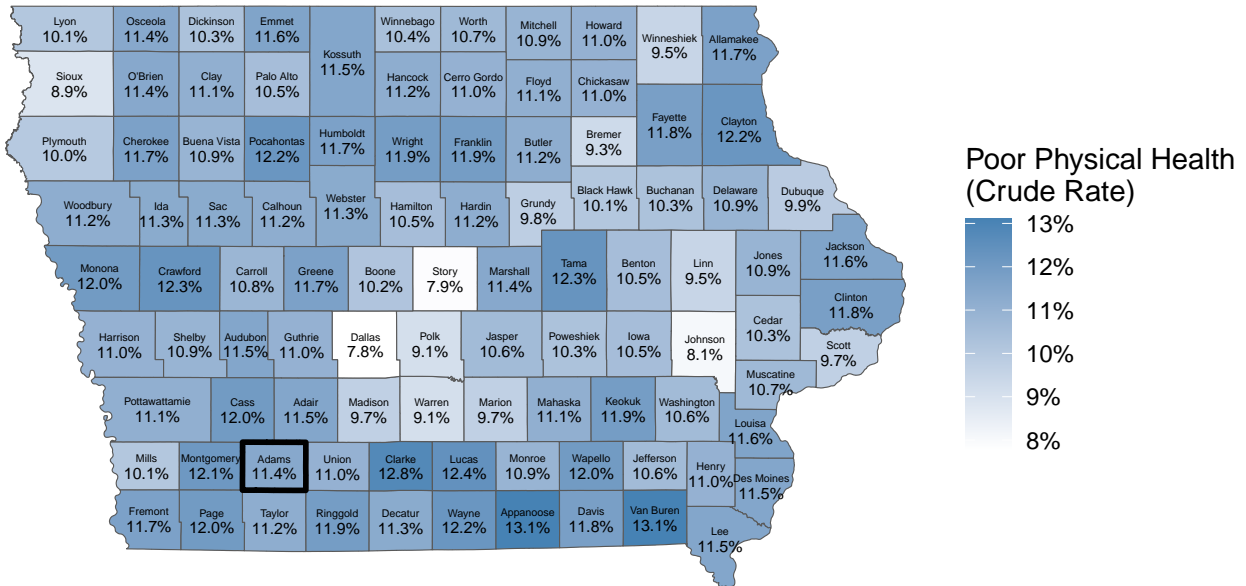 Lyon
10.1%
Osceola
11.4%
Dickinson
10.3%
Emmet
11.6%
Kossuth
11.5%
Winnebago
10.4%
Worth
10.7%
Mitchell
10.9%
Howard
11.0%
Winneshiek
9.5%
Allamakee
11.7%
Sioux
8.9%
O'Brien
11.4%
Clay
11.1%
Palo Alto
10.5%
Hancock
11.2%
Cerro Gordo
11.0%
Floyd
11.1%
Chickasaw
11.0%
Fayette
11.8%
Clayton
12.2%
Plymouth
10.0%
Cherokee
11.7%
Buena Vista
10.9%
Pocahontas
12.2%
Humboldt
11.7%
Wright
11.9%
Franklin
11.9%
Butler
11.2%
Bremer
9.3%
Woodbury
11.2%
Ida
11.3%
Sac
11.3%
Calhoun
11.2%
Webster
11.3%
Hamilton
10.5%
Hardin
11.2%
Grundy
9.8%
Black Hawk
10.1%
Buchanan
10.3%
Delaware
10.9%
Dubuque
9.9%
Monona
12.0%
Crawford
12.3%
Carroll
10.8%
Greene
11.7%
Boone
10.2%
Story
7.9%
Marshall
11.4%
Tama
12.3%
Benton
10.5%
Linn
9.5%
Jones
10.9%
Jackson
11.6%
Clinton
11.8%
Harrison
11.0%
Shelby
10.9%
Audubon
11.5%
Guthrie
11.0%
Dallas
7.8%
Polk
9.1%
Jasper
10.6%
Poweshiek
10.3%
Iowa
10.5%
Johnson
8.1%
Cedar
10.3%
Scott
9.7%
Muscatine
10.7%
Pottawattamie
11.1%
Cass
12.0%
Adair
11.5%
Madison
9.7%
Warren
9.1%
Marion
9.7%
Mahaska
11.1%
Keokuk
11.9%
Washington
10.6%
Louisa
11.6%
Mills
10.1%
Montgomery
12.1%
Adams
11.4%
Union
11.0%
Clarke
12.8%
Lucas
12.4%
Monroe
10.9%
Wapello
12.0%
Jefferson
10.6%
Henry
11.0%
Des Moines
11.5%
Fremont
11.7%
Page
12.0%
Taylor
11.2%
Ringgold
11.9%
Decatur
11.3%
Wayne
12.2%
Appanoose
13.1%
Davis
11.8%
Van Buren
13.1%
Lee
11.5%
Poor Physical Health
(Crude Rate)
13%
12%
11%
10%
9%
8%